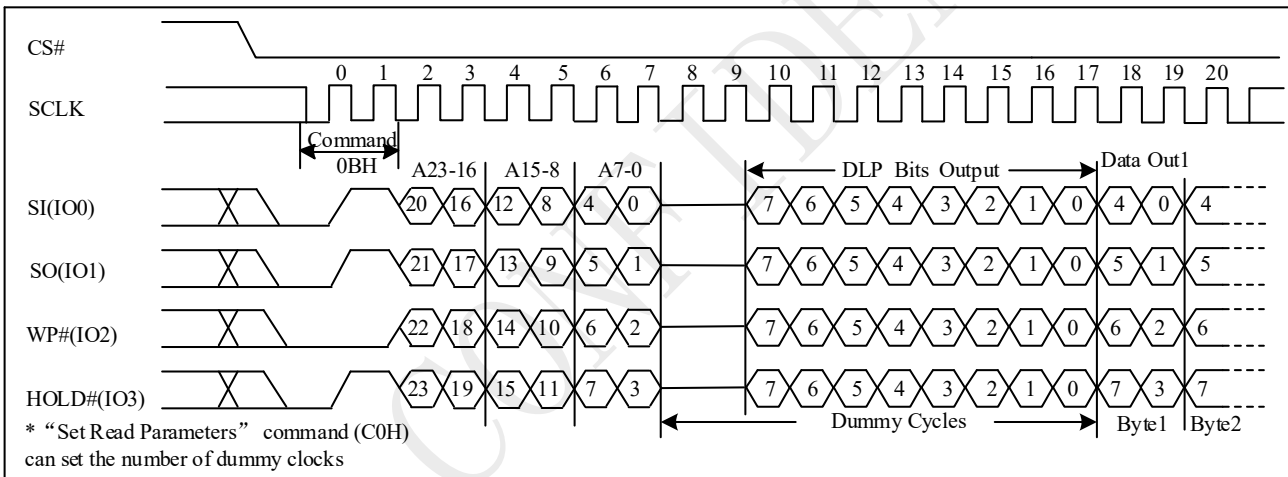 CS#
0 1 2 3 4 5 6 7 8 9 10 11 12 13 14 15 16 17 18 19 20
SCLK
Command
0BH
A23-16 A15-8 A7-0 DLP Bits Output Data Out1
SI(IO0) 20 16 12 8 4 0 7 6 5 4 3 2 1 0 4 0 4
SO(IO1) 21 17 13 9 5 1 7 6 5 4 3 2 1 0 5 1 5
WP#(IO2) 22 18 14 10 6 2 7 6 5 4 3 2 1 0 6 2 6
HOLD#(IO3) 23 19 15 11 7 3 7 6 5 4 3 2 1 0 7 3 7
Dummy Cycles Byte1 Byte2
* “Set Read Parameters” command (C0H)
can set the number of dummy clocks
CONFIDE